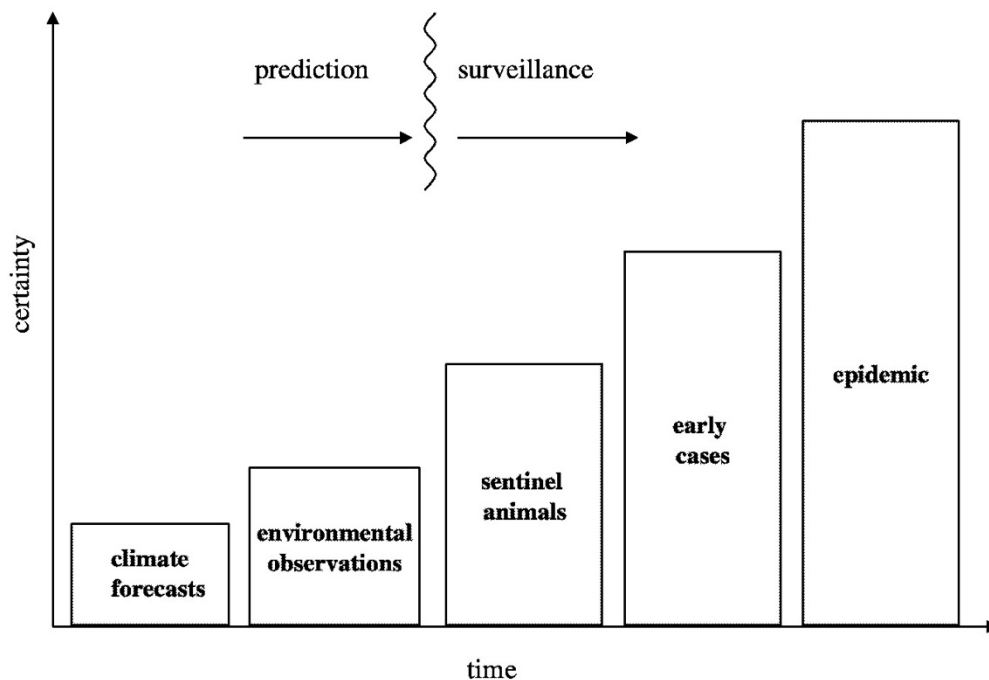 prediction
surveillance
certainty
climate
forecasts
environmental
observations
sentinel
animals
early
cases
epidemic
time